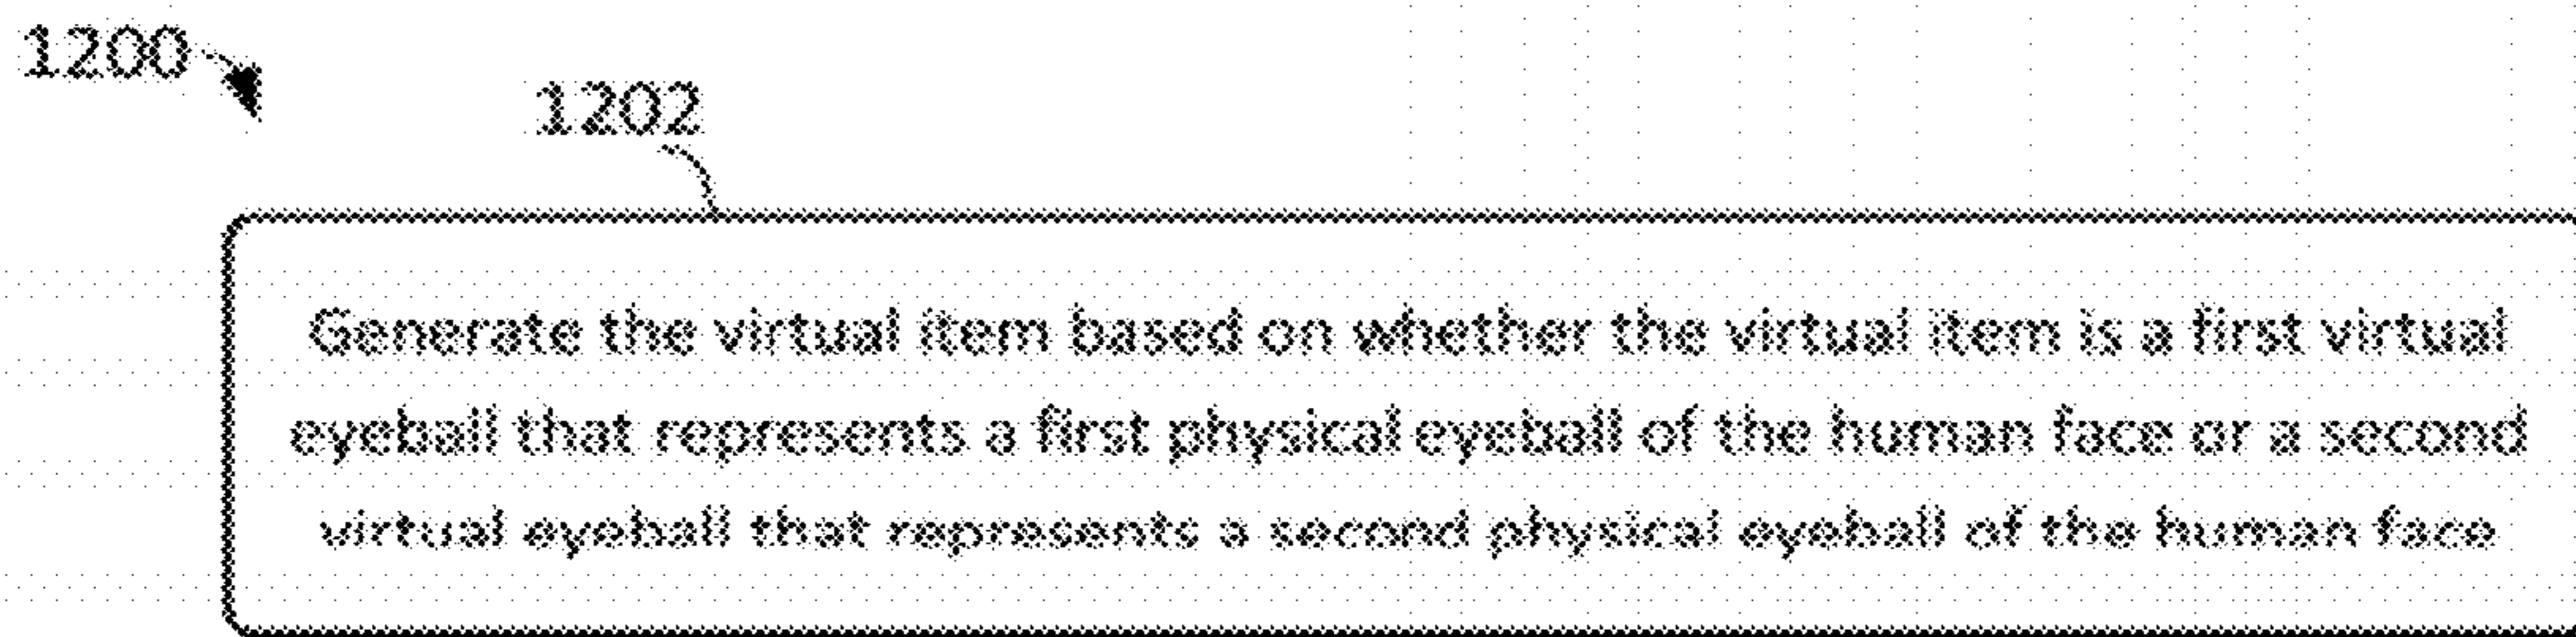 1200
1202
Generate the virtual item based on whether the virtual item is a first virtual
eyeball that represents a first physical eyeball of the human face or a second
virtual eyeball that represents a second physical eyeball of the human face